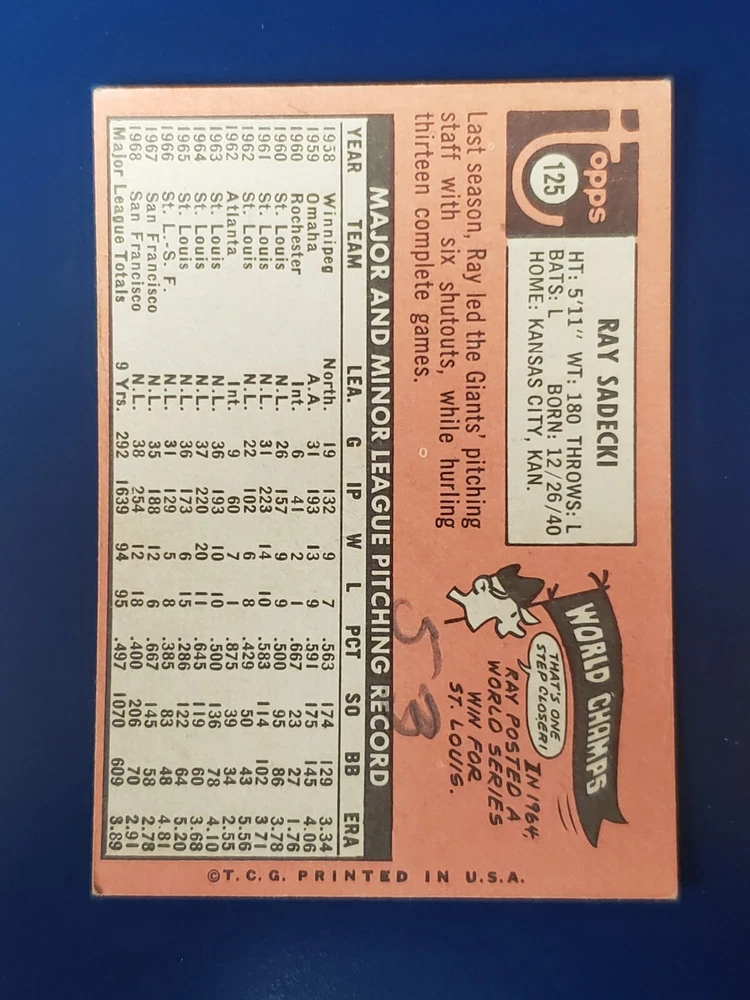 Topps
125
RAY SADECKI
HT: 5'11" WT: 180 THROWS: L
BATS: L BORN: 12/26/40
HOME: KANSAS CITY, KAN.
WORLD CHAMPS
THAT'S ONE
STEP CLOSER!
IN 1964,
RAY POSTED A
WORLD SERIES
WIN FOR
ST. LOUIS.
Last season, Ray led the Giants' pitching
staff with six shutouts, while hurling
thirteen complete games.
53
MAJOR AND MINOR LEAGUE PITCHING RECORD
YEAR TEAM LEA. G IP W L PCT SO BB ERA
1958 Winnipeg North. 19 132 9 7 .563 174 129 3.34
1959 Omaha A.A. 31 193 13 9 .591 175 145 4.06
1960 Rochester Int. 6 41 2 1 .667 23 27 1.76
1960 St. Louis N.L. 26 157 9 9 .500 95 86 3.78
1961 St. Louis N.L. 31 223 14 10 .583 114 102 3.71
1962 St. Louis N.L. 22 102 6 8 .429 50 43 5.56
1962 Atlanta Int. 9 60 7 1 .875 39 34 2.55
1963 St. Louis N.L. 36 193 10 10 .500 136 78 4.10
1964 St. Louis N.L. 37 220 20 11 .645 119 60 3.68
1965 St. Louis N.L. 36 173 6 15 .286 122 64 5.20
1966 St. L.-S. F. N.L. 31 129 5 8 .385 83 48 4.81
1967 San Francisco N.L. 35 188 12 6 .667 145 58 2.78
1968 San Francisco N.L. 38 254 12 18 .400 206 70 2.91
Major League Totals 9 Yrs. 292 1639 94 95 .497 1070 609 3.89
©T.C.G. PRINTED IN U.S.A.